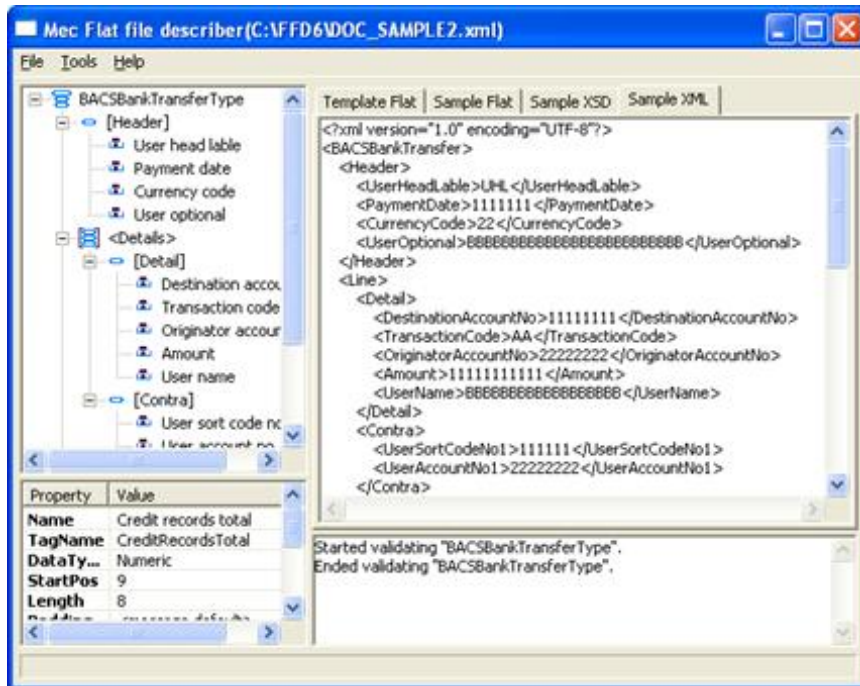 Mec Flat file describer(C:\FFD6\DOC_SAMPLE2.xml)
File Tools Help
BACSBankTransferType
[Header]
User head lable
Payment date
Currency code
User optional
<Details>
[Detail]
Destination accou
Transaction code
Originator accour
Amount
User name
[Contra]
User sort code no
User account no
Template Flat Sample Flat Sample XSD Sample XML
<?xml version="1.0" encoding="UTF-8"?>
<BACSBankTransfer>
<Header>
<UserHeadLable>UHL</UserHeadLable>
<PaymentDate>1111111</PaymentDate>
<CurrencyCode>22</CurrencyCode>
<UserOptional>BBBBBBBBBBBBBBBBBBBBBBBBB</UserOptional>
</Header>
<Line>
<Detail>
<DestinationAccountNo>11111111</DestinationAccountNo>
<TransactionCode>AA</TransactionCode>
<OriginatorAccountNo>22222222</OriginatorAccountNo>
<Amount>11111111111</Amount>
<UserName>BBBBBBBBBBBBBBBBBB</UserName>
</Detail>
<Contra>
<UserSortCodeNo1>111111</UserSortCodeNo1>
<UserAccountNo1>22222222</UserAccountNo1>
</Contra>
Property Value
Name Credit records total
TagName CreditRecordsTotal
DataTy... Numeric
StartPos 9
Length 8
Started validating "BACSBankTransferType".
Ended validating "BACSBankTransferType".